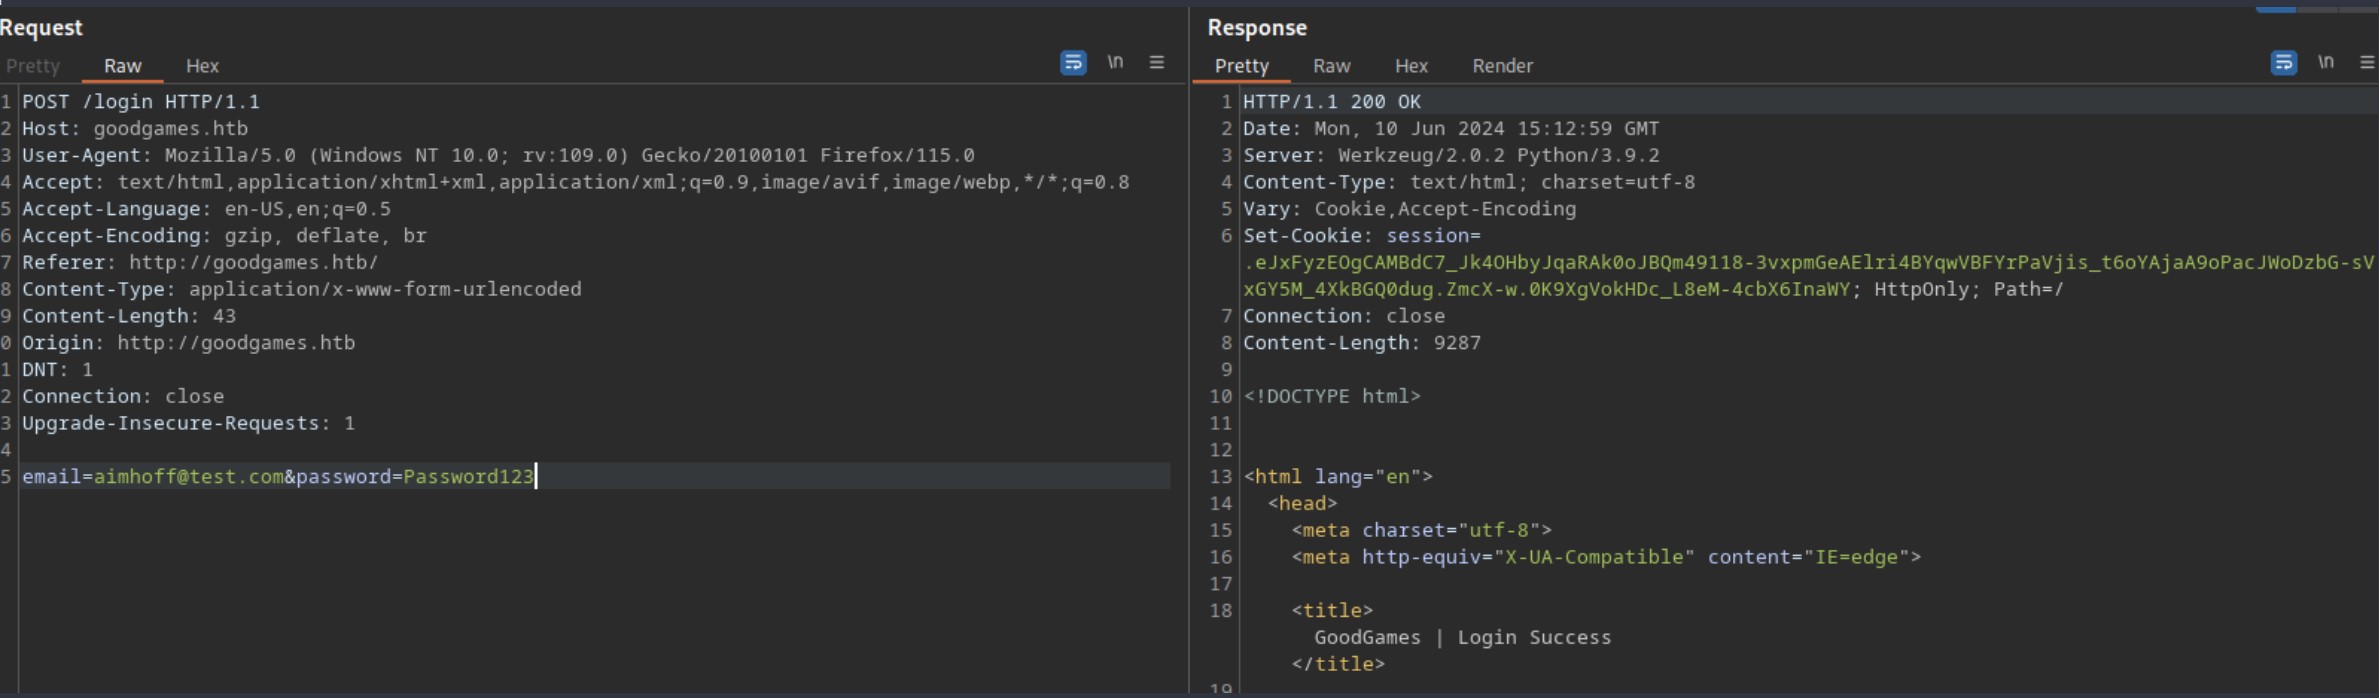 Request
Pretty Raw Hex \n
1 POST /login HTTP/1.1
2 Host: goodgames.htb
3 User-Agent: Mozilla/5.0 (Windows NT 10.0; rv:109.0) Gecko/20100101 Firefox/115.0
4 Accept: text/html,application/xhtml+xml,application/xml;q=0.9,image/avif,image/webp,*/*;q=0.8
5 Accept-Language: en-US,en;q=0.5
6 Accept-Encoding: gzip, deflate, br
7 Referer: http://goodgames.htb/
8 Content-Type: application/x-www-form-urlencoded
9 Content-Length: 43
0 Origin: http://goodgames.htb
1 DNT: 1
2 Connection: close
3 Upgrade-Insecure-Requests: 1
4
5 email=aimhoff@test.com&password=Password123
Response
Pretty Raw Hex Render \n
1 HTTP/1.1 200 OK
2 Date: Mon, 10 Jun 2024 15:12:59 GMT
3 Server: Werkzeug/2.0.2 Python/3.9.2
4 Content-Type: text/html; charset=utf-8
5 Vary: Cookie,Accept-Encoding
6 Set-Cookie: session=
.eJxFyzEOgCAMBdC7_Jk4OHbyJqaRAk0oJBQm49118-3vxpmGeAElri4BYqwVBFYrPaVjis_t6oYAjaA9oPacJWoDzbG-sV
xGY5M_4XkBGQ0dug.ZmcX-w.0K9XgVokHDc_L8eM-4cbX6InaWY; HttpOnly; Path=/
7 Connection: close
8 Content-Length: 9287
9
10 <!DOCTYPE html>
11
12
13 <html lang="en">
14 <head>
15 <meta charset="utf-8">
16 <meta http-equiv="X-UA-Compatible" content="IE=edge">
17
18 <title>
GoodGames | Login Success
</title>
19